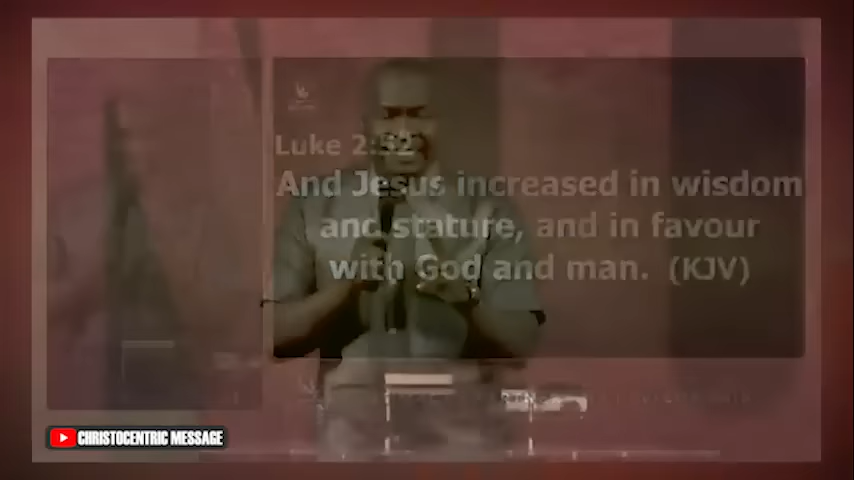 Luke 2:52
And Jesus increased in wisdom
and stature, and in favour
with God and man. (KJV)
CHRISTOCENTRIC MESSAGE